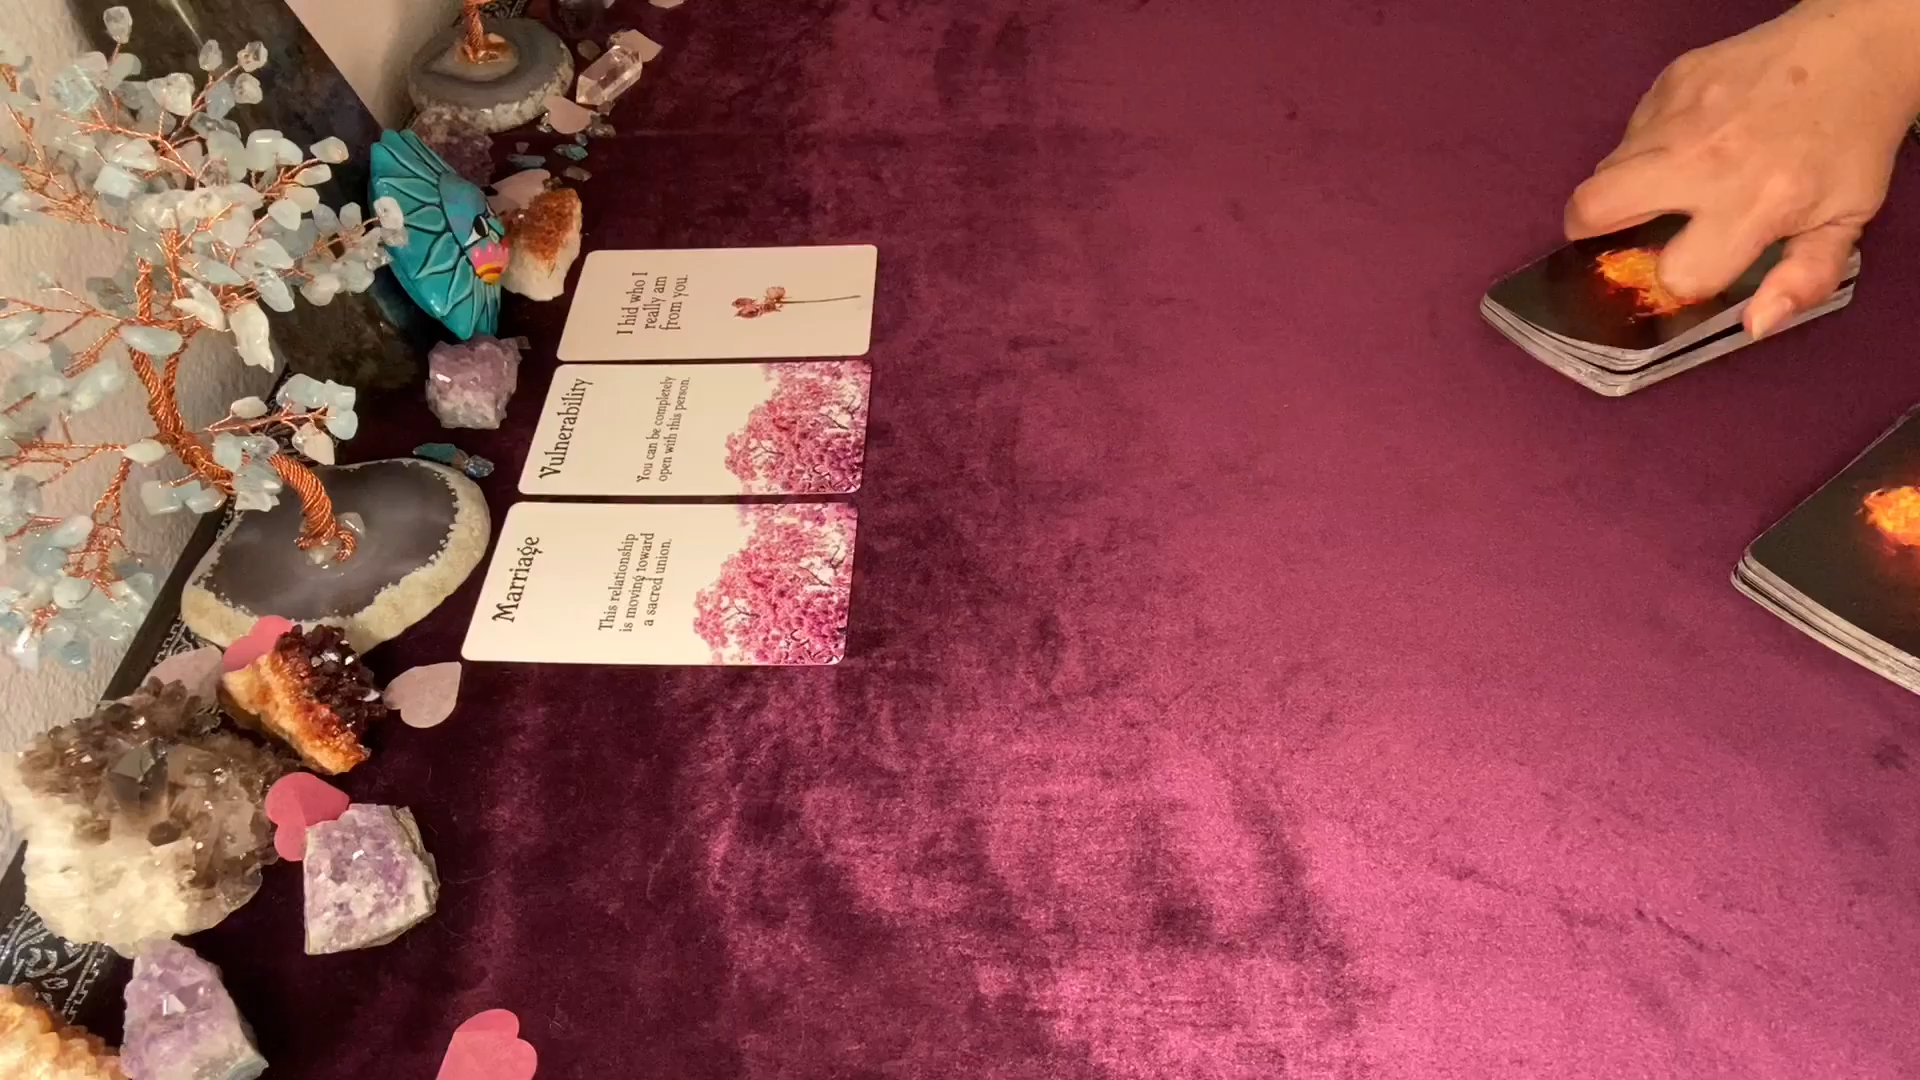 Marriage
This relationship
is moving toward
a sacred union.
Vulnerability
You can be completely
open with this person.
I hid who I
really am
from you.